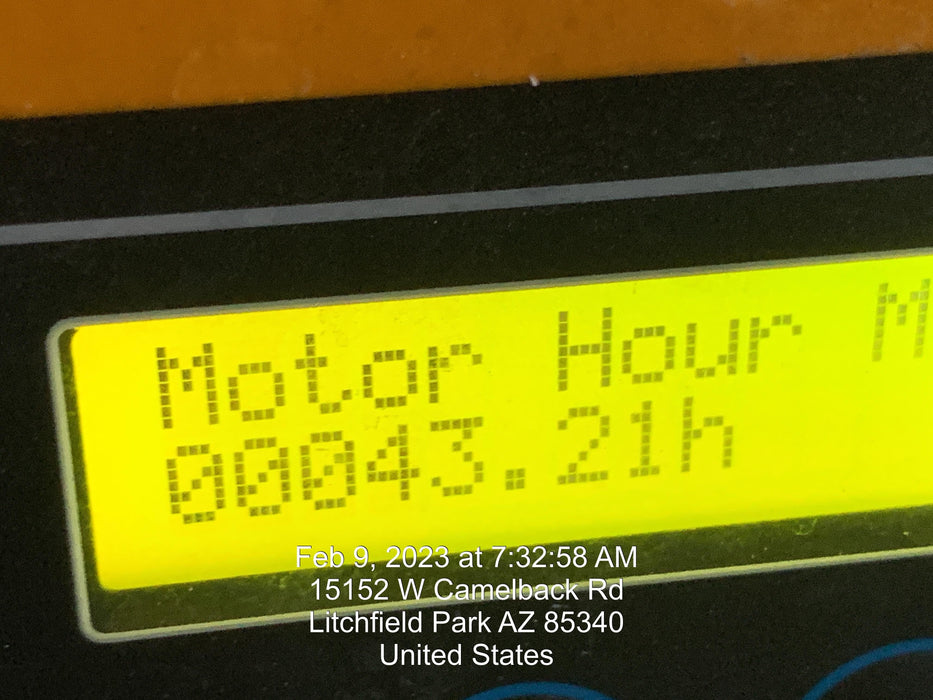 Motor Hour M
00043.21h
Feb 9, 2023 at 7:32:58 AM
15152 W Camelback Rd
Litchfield Park AZ 85340
United States